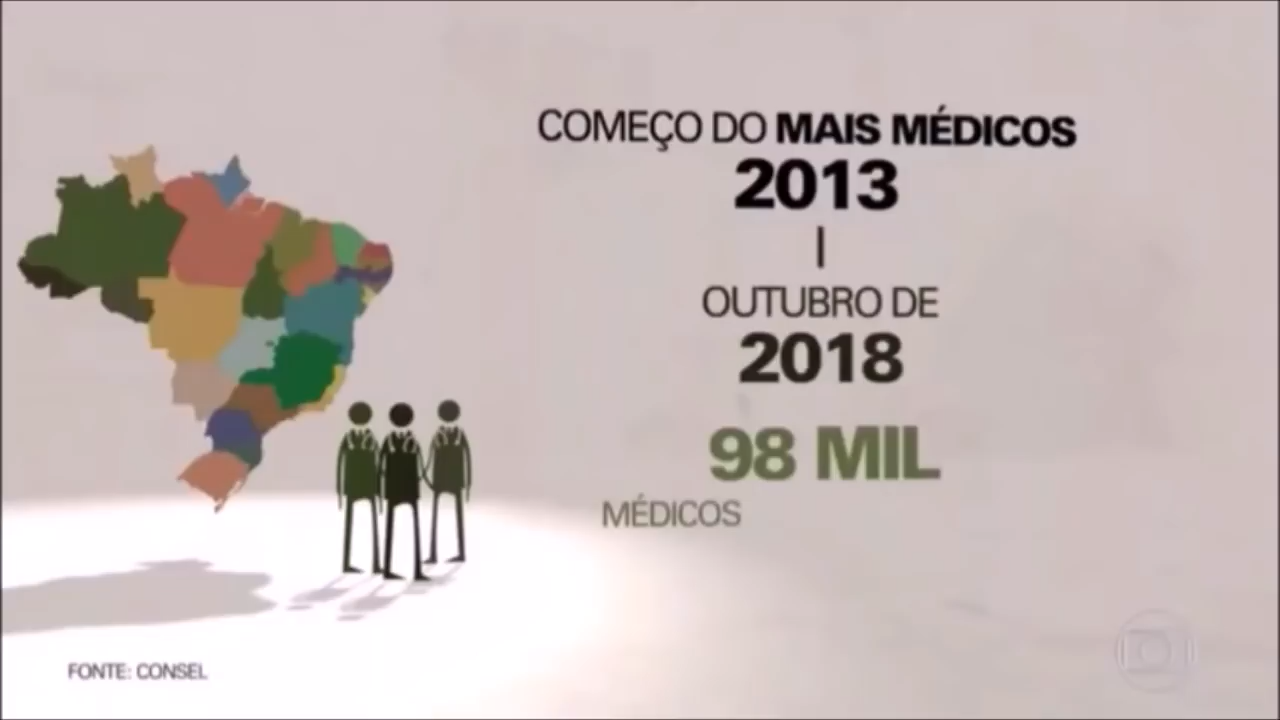 COMEÇO DO MAIS MÉDICOS
2013
OUTUBRO DE
2018
98 MIL
MÉDICOS
FONTE: CONSEL